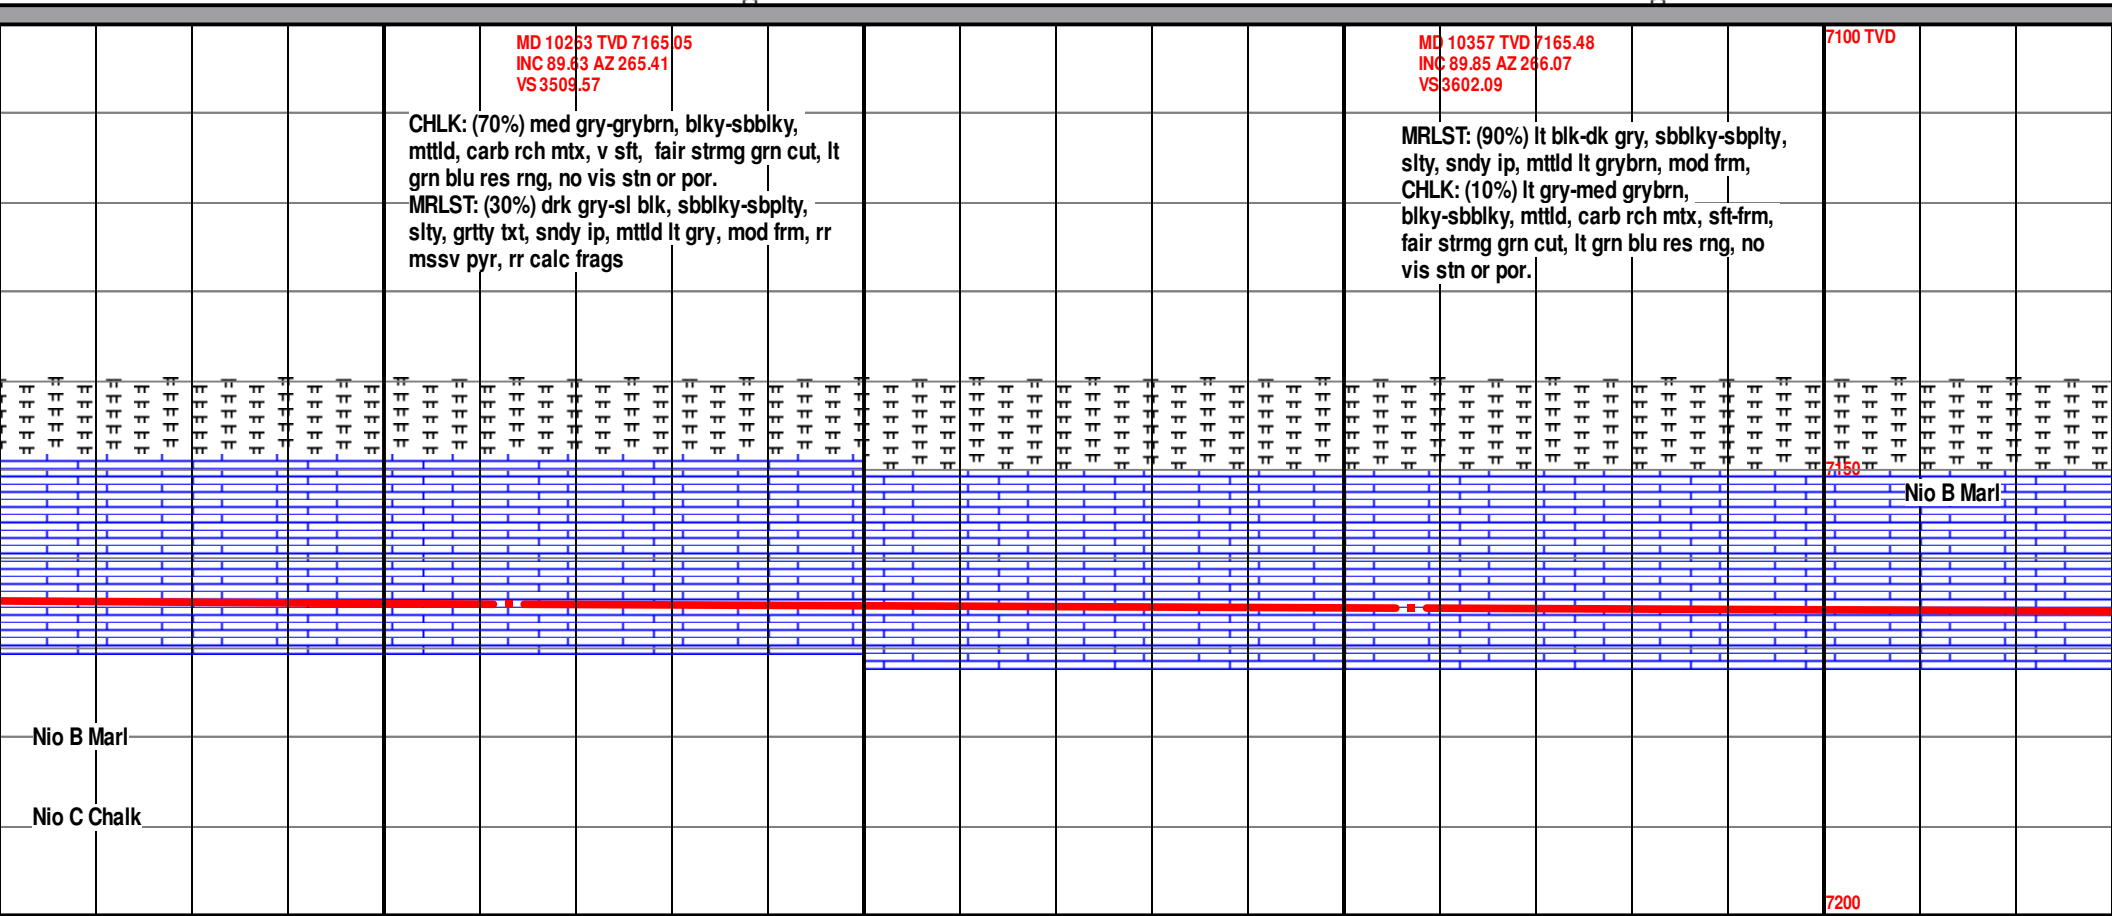 MD 10263 TVD 7165.05
INC 89.63 AZ 265.41
VS 3509.57
CHLK: (70%) med gry-grybrn, blky-sbblky,
mttld, carb rch mtx, v sft, fair strmg grn cut, lt
grn blu res rng, no vis stn or por.
MRLST: (30%) drk gry-sl blk, sbblky-sbplty,
slty, grtty txt, sndy ip, mttld lt gry, mod frm, rr
mssv pyr, rr calc frags
MD 10357 TVD 7165.48
INC 89.85 AZ 266.07
VS 3602.09
MRLST: (90%) lt blk-dk gry, sbblky-sbplty,
slty, sndy ip, mttld lt grybrn, mod frm,
CHLK: (10%) lt gry-med grybrn,
blky-sbblky, mttld, carb rch mtx, sft-frm,
fair strmg grn cut, lt grn blu res rng, no
vis stn or por.
7100 TVD
7150
Nio B Marl
Nio B Marl
Nio C Chalk
7200